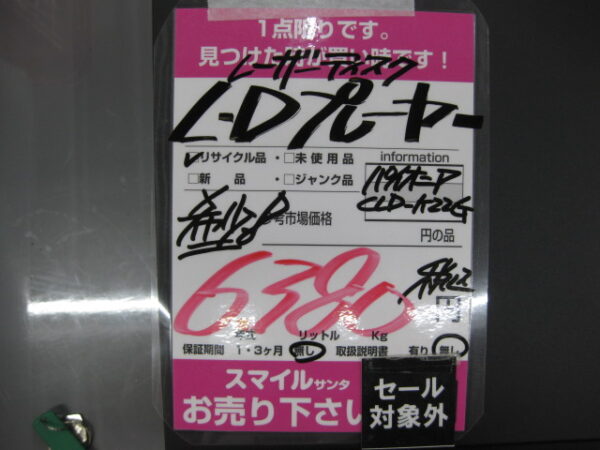 1点限りです。
見つけた時が買い時です！
レーザーディスク
L-Dプレーヤー
✓リサイクル品・□未使用品 information
□新品・□ジャンク品 パイオニア
CLD-K22G
考市場価格
円の品
6380 税込
円
リットル Kg
保証期間 1・3ヶ月 無し 取扱説明書 有り 無し
スマイルサンタ
お売り下さい
セール
対象外